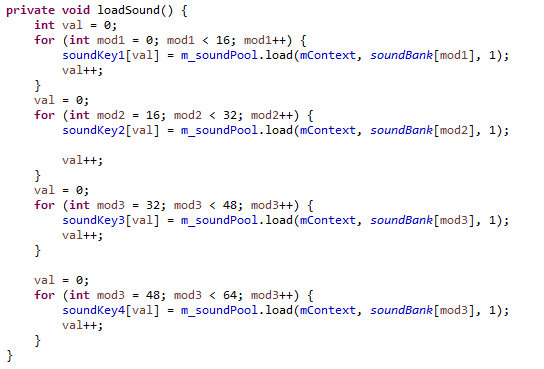 private void loadSound() {
    int val = 0;
    for (int mod1 = 0; mod1 < 16; mod1++) {
        soundKey1[val] = m_soundPool.load(mContext, soundBank[mod1], 1);
        val++;
    }
    val = 0;
    for (int mod2 = 16; mod2 < 32; mod2++) {
        soundKey2[val] = m_soundPool.load(mContext, soundBank[mod2], 1);

        val++;
    }
    val = 0;
    for (int mod3 = 32; mod3 < 48; mod3++) {
        soundKey3[val] = m_soundPool.load(mContext, soundBank[mod3], 1);
        val++;
    }

    val = 0;
    for (int mod3 = 48; mod3 < 64; mod3++) {
        soundKey4[val] = m_soundPool.load(mContext, soundBank[mod3], 1);
        val++;
    }
}